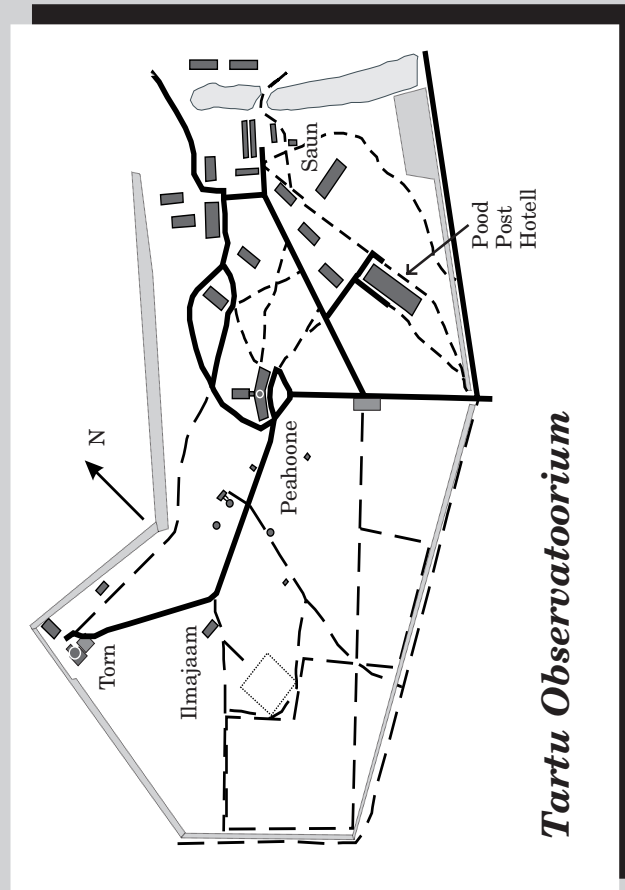 Saun
Pood
Post
Hotell
N
Peahoone
Ilmajaam
Torn
Tartu Observatoorium